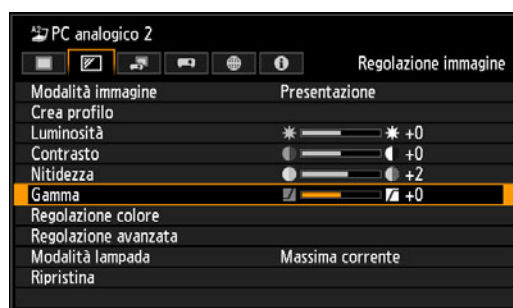 PC analogico 2
Regolazione immagine
Modalità immagine Presentazione
Crea profilo
Luminosità +0
Contrasto +0
Nitidezza +2
Gamma +0
Regolazione colore
Regolazione avanzata
Modalità lampada Massima corrente
Ripristina